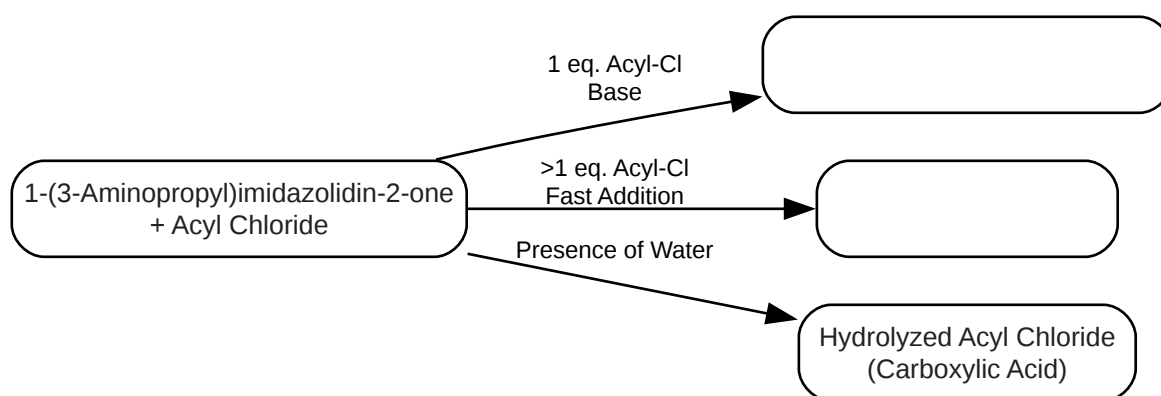 1 eq. Acyl-Cl
Base
1-(3-Aminopropyl)imidazolidin-2-one
+ Acyl Chloride
>1 eq. Acyl-Cl
Fast Addition
Presence of Water
Hydrolyzed Acyl Chloride
(Carboxylic Acid)